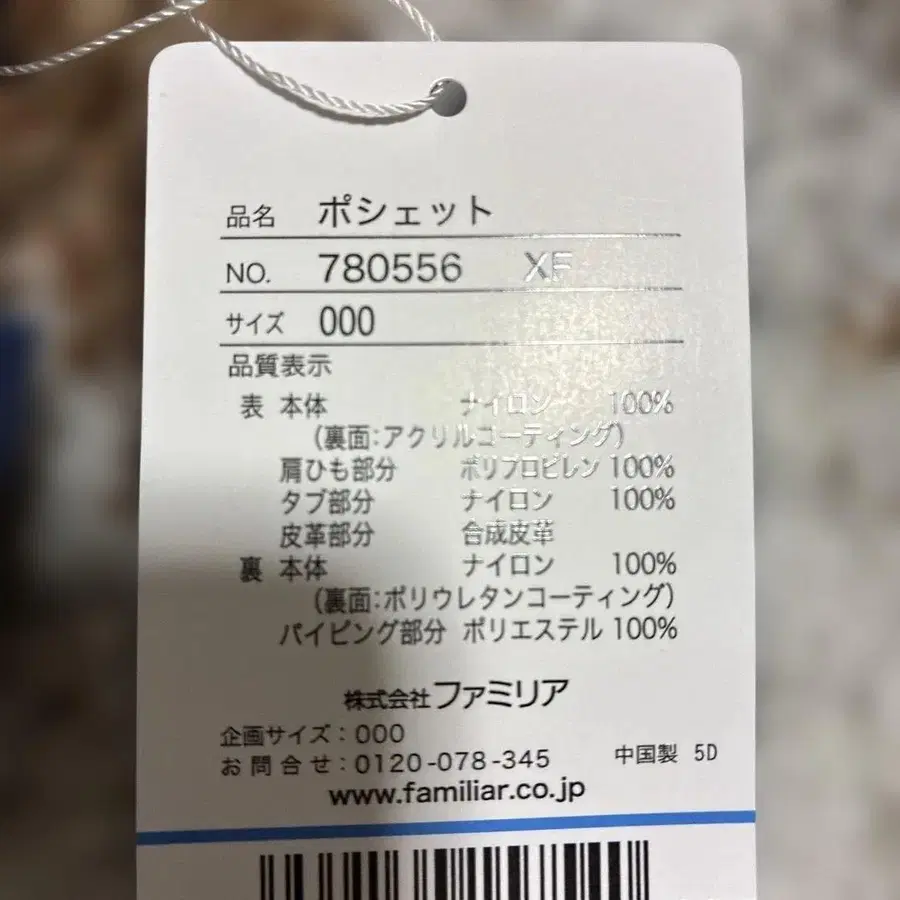 品名 ポシェット
NO. 780556 XF
サイズ 000
品質表示
表 本体 ナイロン 100%
(裏面:アクリルコーティング)
肩ひも部分 ポリプロピレン 100%
タブ部分 ナイロン 100%
皮革部分 合成皮革
裏 本体 ナイロン 100%
(裏面:ポリウレタンコーティング)
パイピング部分 ポリエステル 100%
株式会社ファミリア
企画サイズ:000
お問合せ:0120-078-345 中国製 5D
www.familiar.co.jp